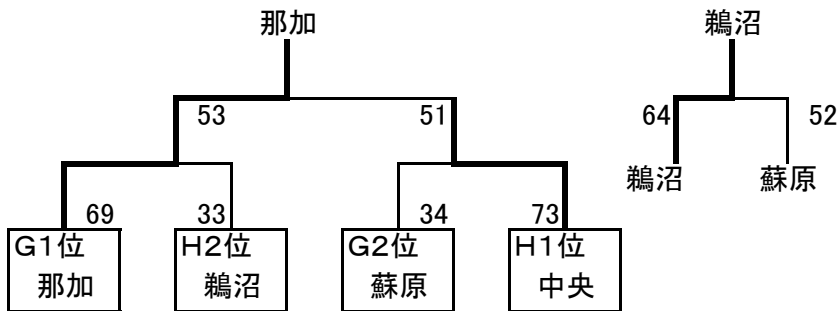 那加 鵜沼
53 51 64 52
鵜沼 蘇原
69 33 34 73
G1位 H2位 G2位 H1位
那加 鵜沼 蘇原 中央